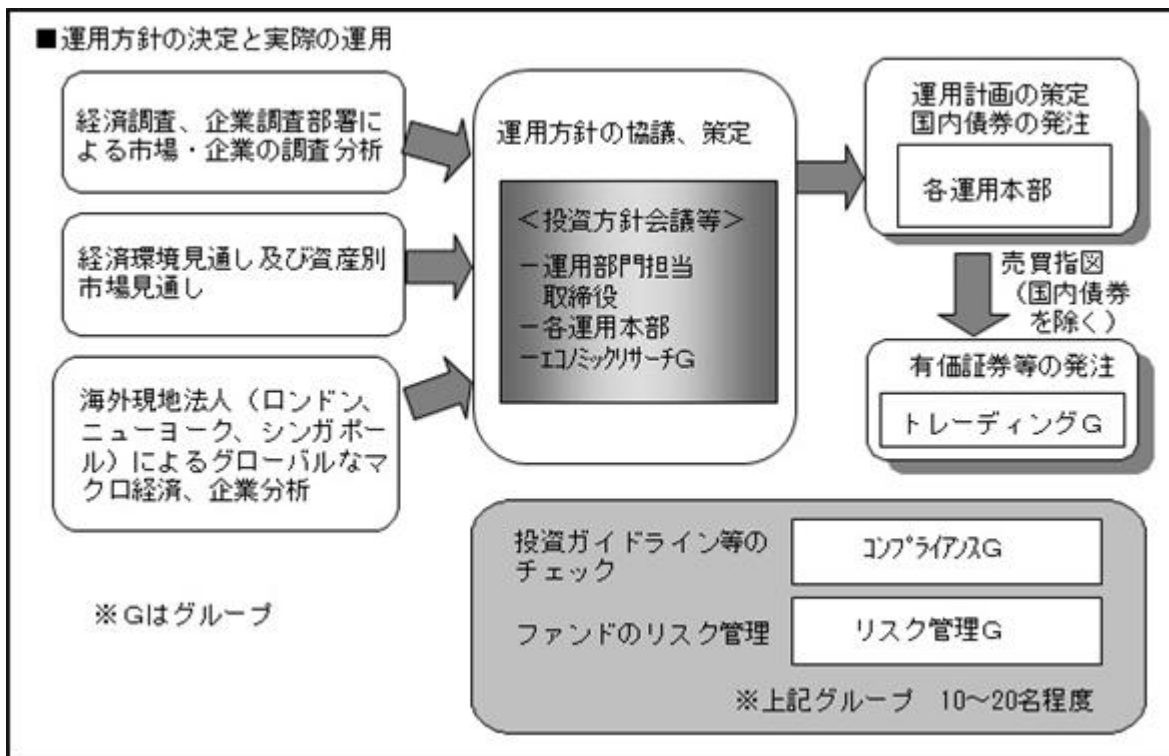 ■運用方針の決定と実際の運用
経済調査、企業調査部署に
よる市場・企業の調査分析
経済環境見通し及び資産別
市場見通し
海外現地法人（ロンドン、
ニューヨーク、シンガポー
ル）によるグローバルなマ
クロ経済、企業分析
※Gはグループ
運用方針の協議、策定
＜投資方針会議等＞
－運用部門担当
取締役
－各運用本部
－ｴｺﾉﾐｯｸﾘｻｰﾁG
運用計画の策定
国内債券の発注
各運用本部
売買指図
（国内債券
を除く）
有価証券等の発注
トレーディングG
投資ガイドライン等の
チェック
ｺﾝﾌﾟﾗｲｱﾝｽG
ファンドのリスク管理
リスク管理G
※上記グループ　10～20名程度